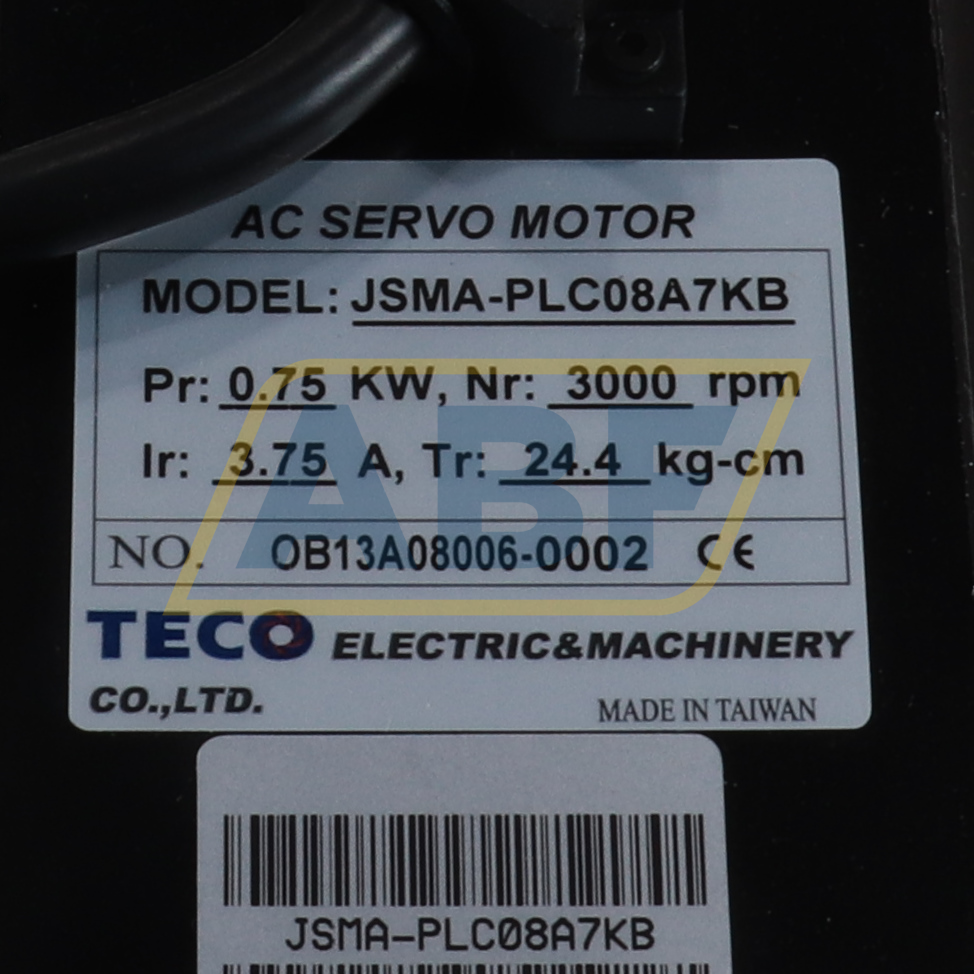 AC SERVO MOTOR
MODEL: JSMA-PLC08A7KB
Pr: 0.75 KW, Nr: 3000 rpm
Ir: 3.75 A, Tr: 24.4 kg-cm
NO. OB13A08006-0002 CE
ABF
TECO ELECTRIC&MACHINERY
CO.,LTD.
MADE IN TAIWAN
JSMA-PLC08A7KB